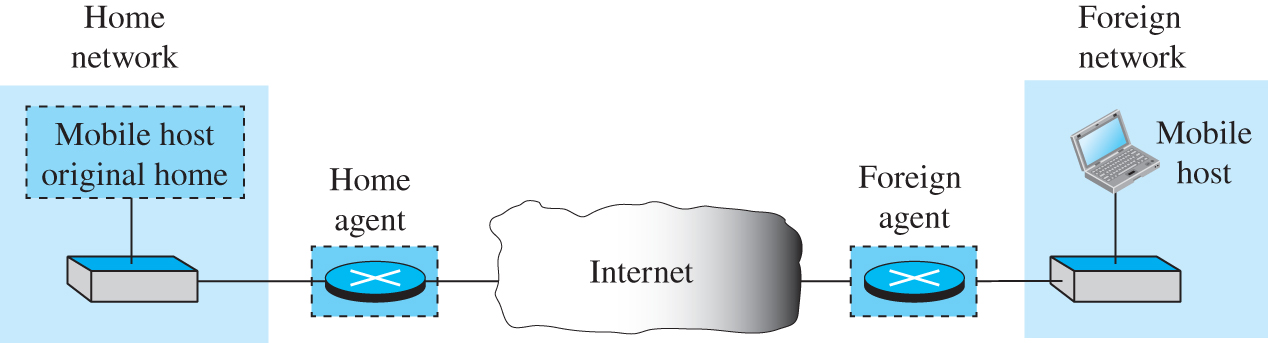 Home
network
Foreign
network
Mobile host
original home
Home
agent
Internet
Foreign
agent
Mobile
host